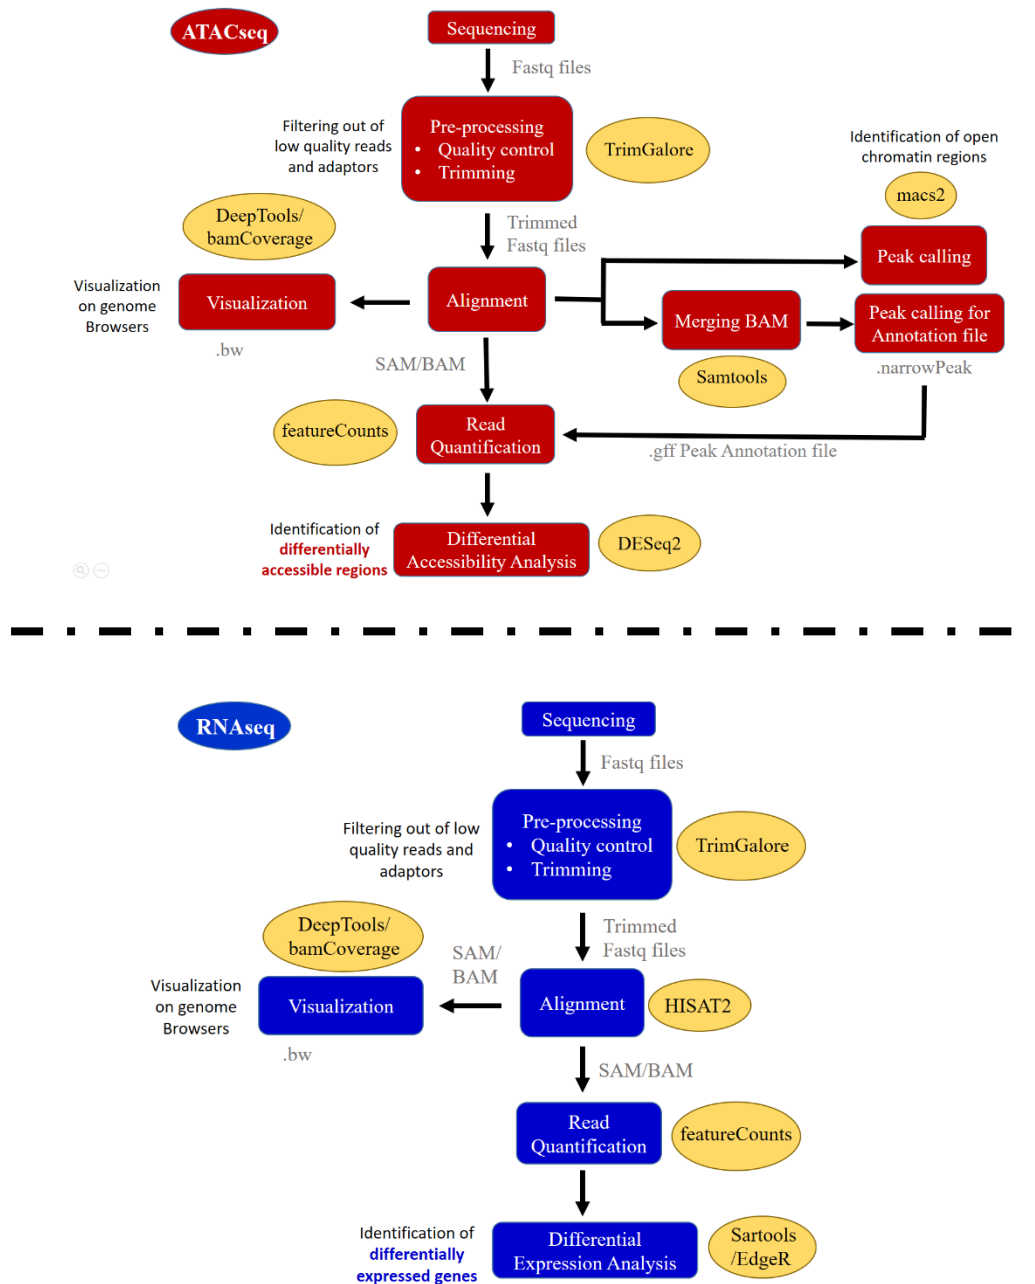 ATACseq
Sequencing
Fastq files
Filtering out of
low quality reads
and adaptors
Pre-processing
• Quality control
• Trimming
TrimGalore
Identification of open
chromatin regions
macs2
DeepTools/
bamCoverage
Trimmed
Fastq files
Peak calling
Visualization
on genome
Browsers
Visualization
.bw
Alignment
Merging BAM
Peak calling for
Annotation file
.narrowPeak
SAM/BAM
Samtools
featureCounts
Read
Quantification
.gff Peak Annotation file
Identification of
differentially
accessible regions
Differential
Accessibility Analysis
DESeq2
RNAseq
Sequencing
Fastq files
Filtering out of low
quality reads and
adaptors
Pre-processing
• Quality control
• Trimming
TrimGalore
DeepTools/
bamCoverage
Trimmed
Fastq files
SAM/
BAM
Visualization
on genome
Browsers
Visualization
.bw
Alignment
HISAT2
SAM/BAM
Read
Quantification
featureCounts
Identification of
differentially
expressed genes
Differential
Expression Analysis
Sartools
/EdgeR